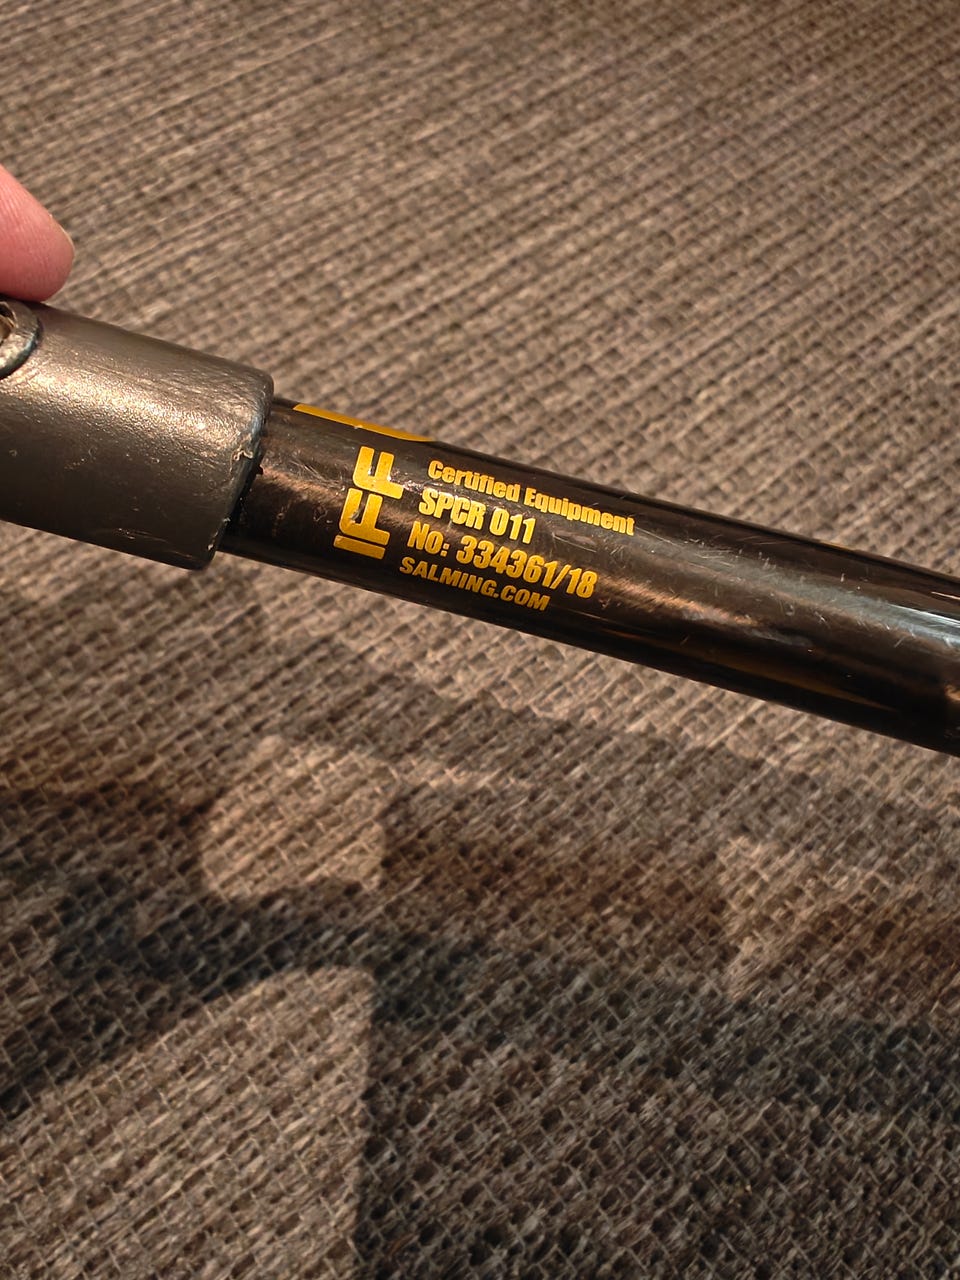 IFF
Certified Equipment
SPCR 011
No: 334361/18
SALMING.COM